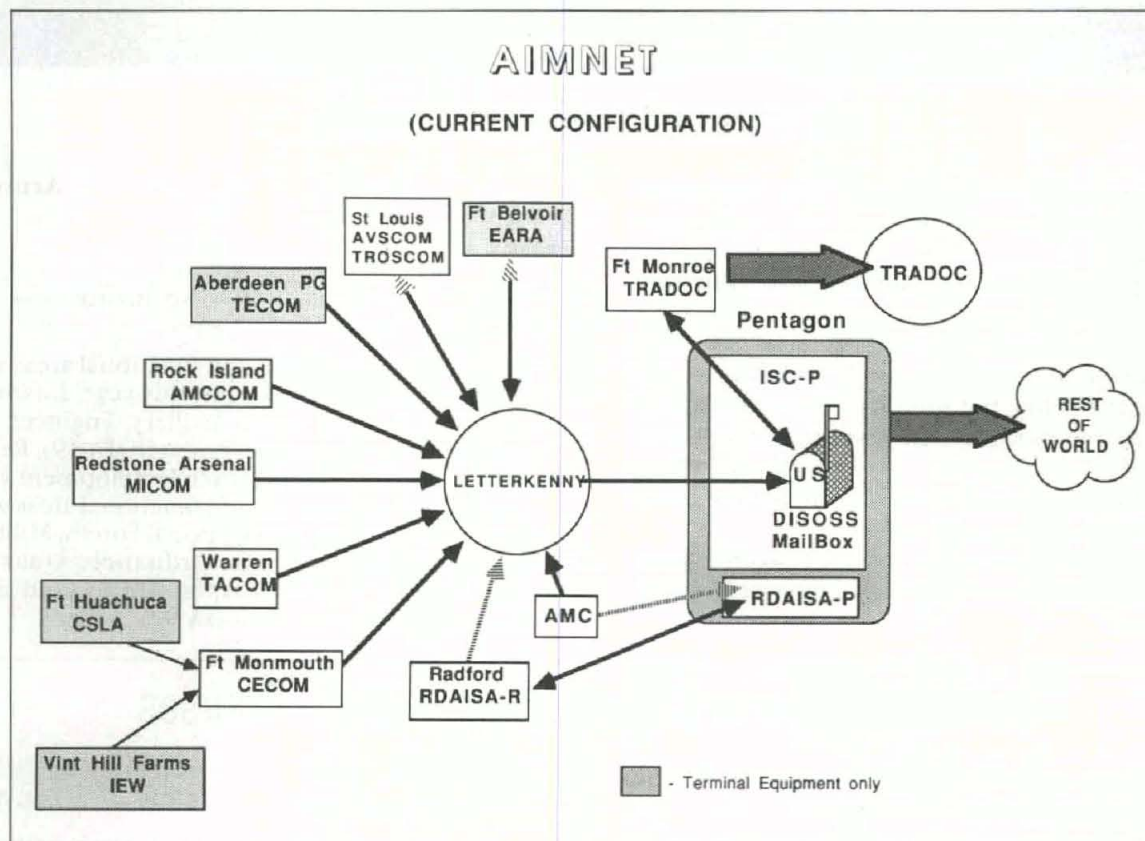 AIMNET
(CURRENT CONFIGURATION)
St Louis
AVSCOM
TROSCOM
Ft Belvoir
EARA
Aberdeen PG
TECOM
Ft Monroe
TRADOC
TRADOC
Pentagon
Rock Island
AMCCOM
ISC-P
REST
OF
WORLD
Redstone Arsenal
MICOM
LETTERKENNY
US
DISOSS
MailBox
Warren
TACOM
RDAISA-P
AMC
Ft Huachuca
CSLA
Ft Monmouth
CECOM
Radford
RDAISA-R
Vint Hill Farms
IEW
- Terminal Equipment only